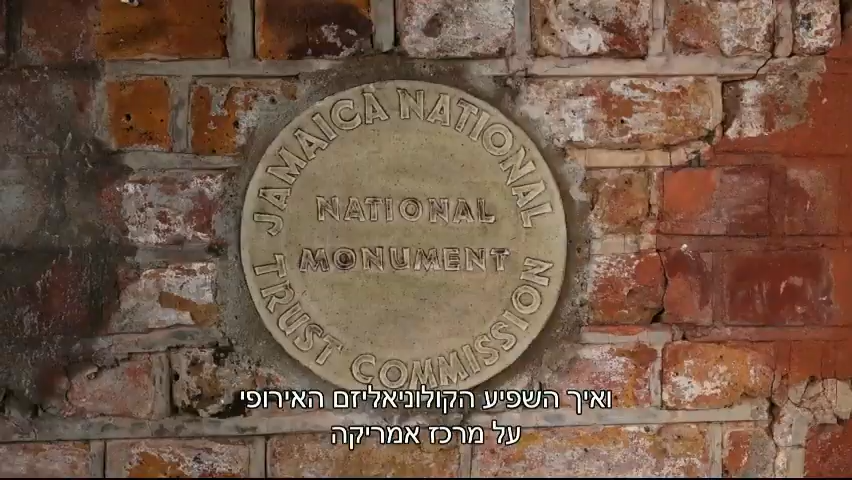 JAMAICA NATIONAL
NATIONAL
MONUMENT
TRUST COMMISSION
ואיך השפיע הקולוניאליזם האירופי
על מרכז אמריקה